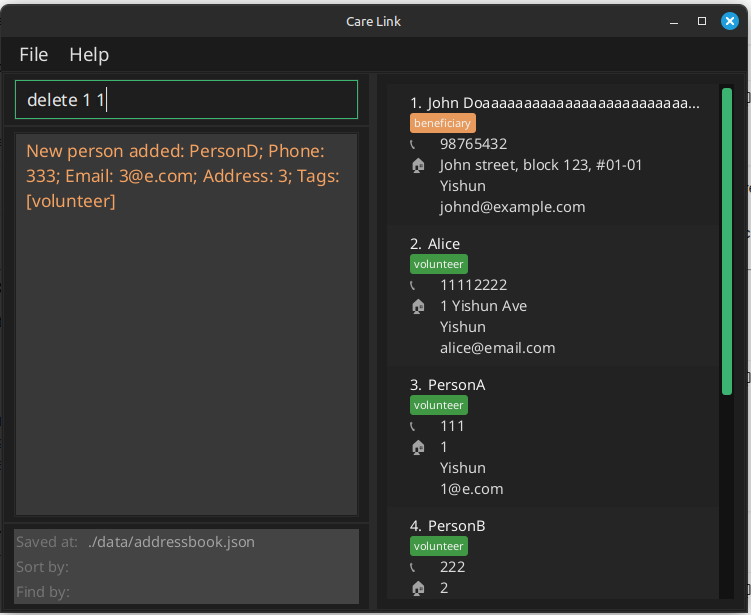 Care Link
File Help
delete 1 1
New person added: PersonD; Phone:
333; Email: 3@e.com; Address: 3; Tags:
[volunteer]
Saved at: ./data/addressbook.json
Sort by:
Find by:
1. John Doaaaaaaaaaaaaaaaaaaaaaaaaa...
beneficiary
98765432
John street, block 123, #01-01
Yishun
johnd@example.com
2. Alice
volunteer
11112222
1 Yishun Ave
Yishun
alice@email.com
3. PersonA
volunteer
111
1
Yishun
1@e.com
4. PersonB
volunteer
222
2